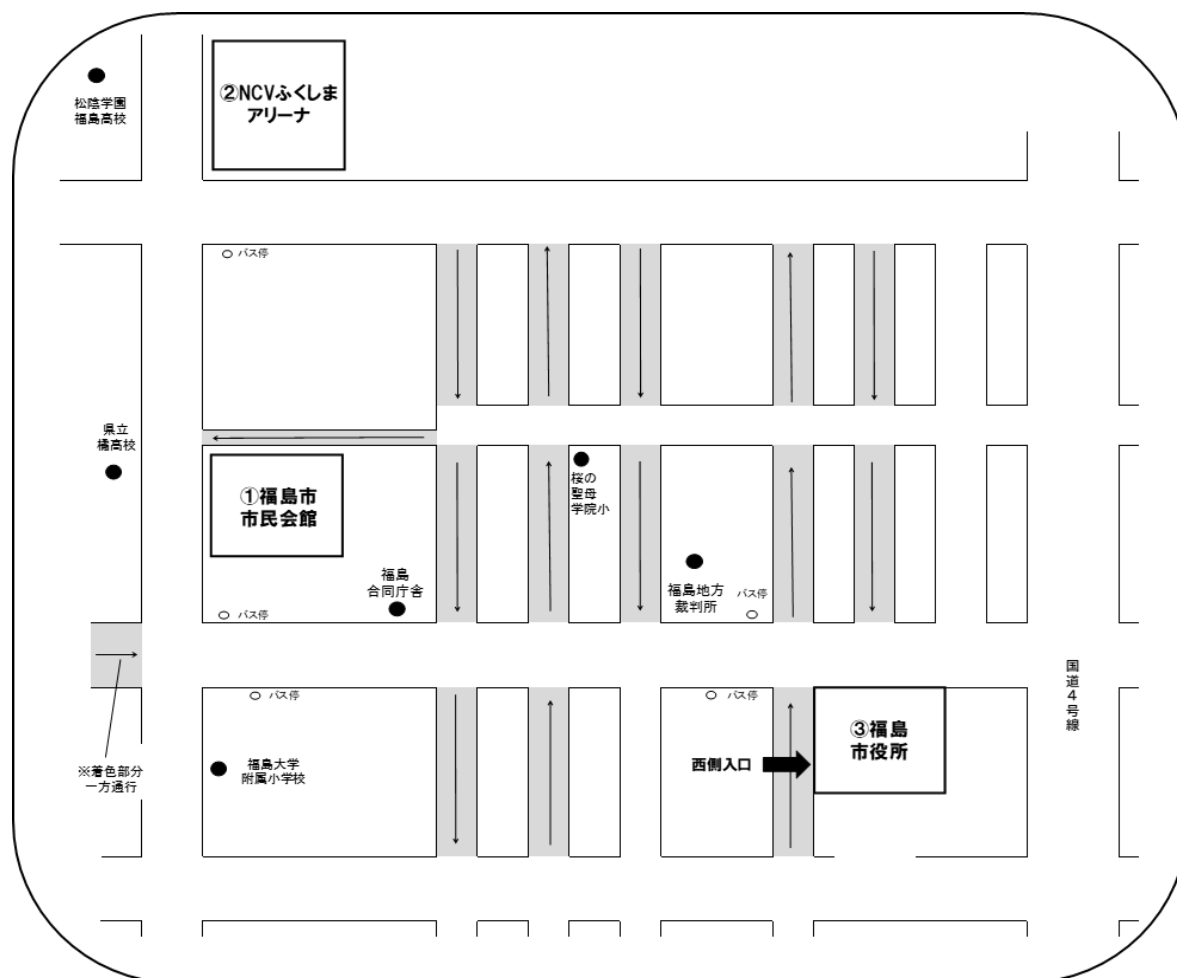 松陰学園
福島高校
②NCVふくしま
アリーナ
バス停
県立
橘高校
①福島市
市民会館
桜の
聖母
学院小
福島
合同庁舎
福島地方
裁判所
バス停
バス停
国道4号線
バス停
バス停
③福島
市役所
西側入口
※着色部分
一方通行
福島大学
附属小学校